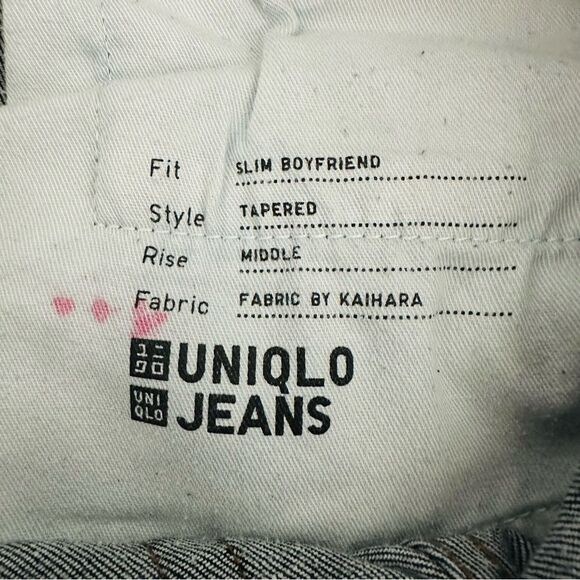 Fit SLIM BOYFRIEND
Style TAPERED
Rise MIDDLE
Fabric FABRIC BY KAIHARA
ユニ
クロ
UNIQLO
UNI
QLO
JEANS